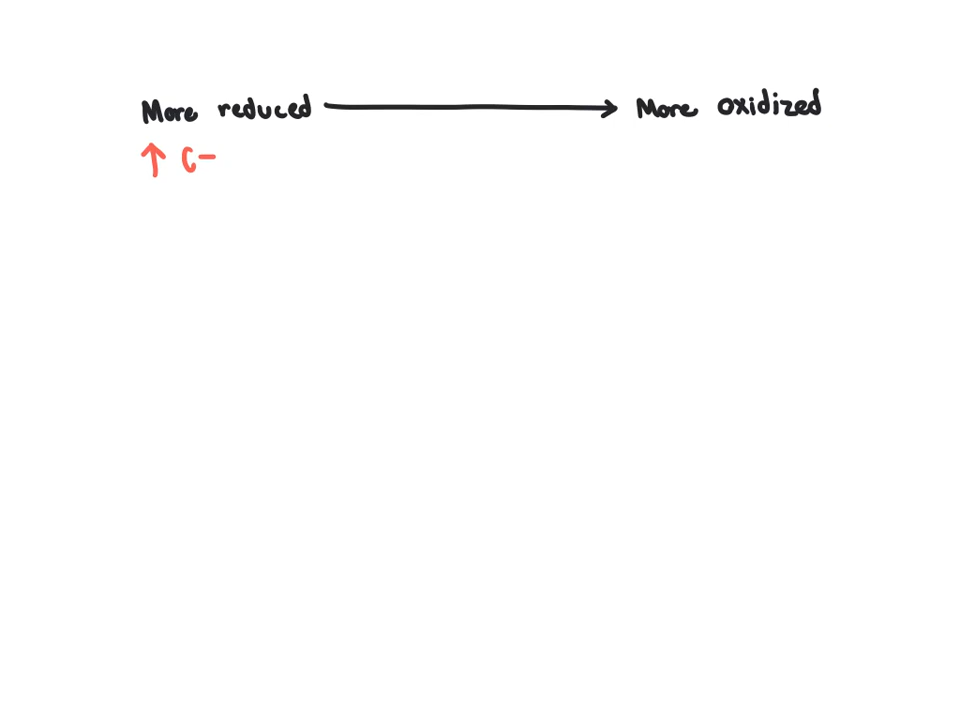 More reduced → More oxidized
↑ C-